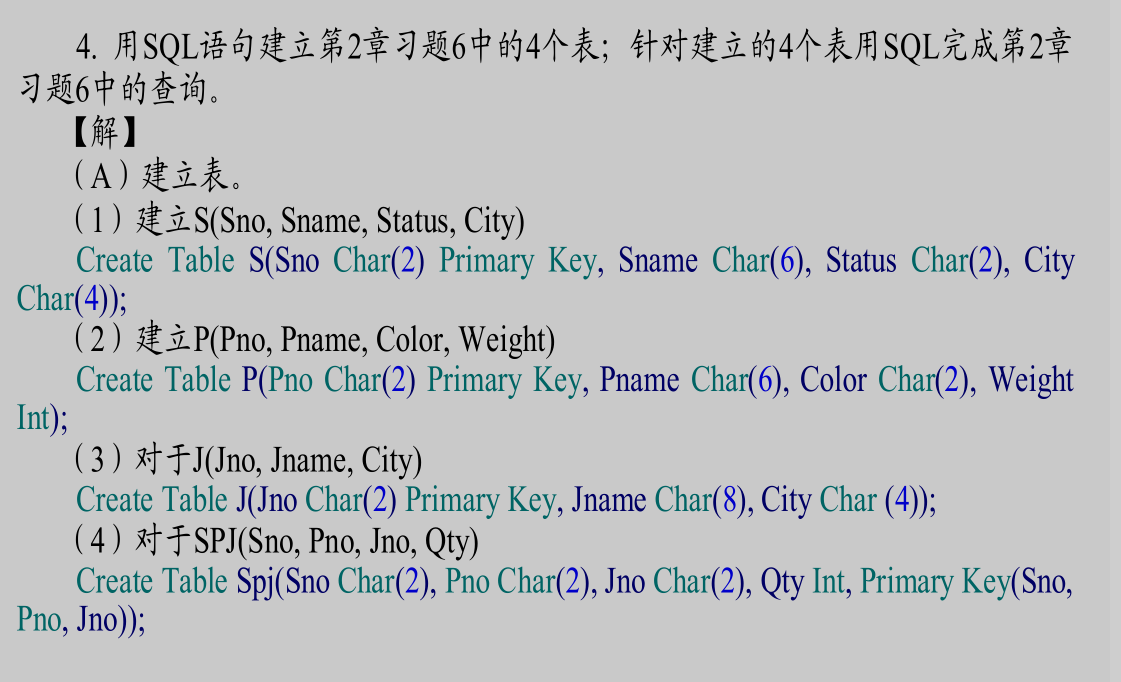 4. 用SQL语句建立第2章习题6中的4个表；针对建立的4个表用SQL完成第2章
习题6中的查询。
【解】
（A）建立表。
（1）建立S(Sno, Sname, Status, City)
Create Table S(Sno Char(2) Primary Key, Sname Char(6), Status Char(2), City
Char(4));
（2）建立P(Pno, Pname, Color, Weight)
Create Table P(Pno Char(2) Primary Key, Pname Char(6), Color Char(2), Weight
Int);
（3）对于J(Jno, Jname, City)
Create Table J(Jno Char(2) Primary Key, Jname Char(8), City Char (4));
（4）对于SPJ(Sno, Pno, Jno, Qty)
Create Table Spj(Sno Char(2), Pno Char(2), Jno Char(2), Qty Int, Primary Key(Sno,
Pno, Jno));